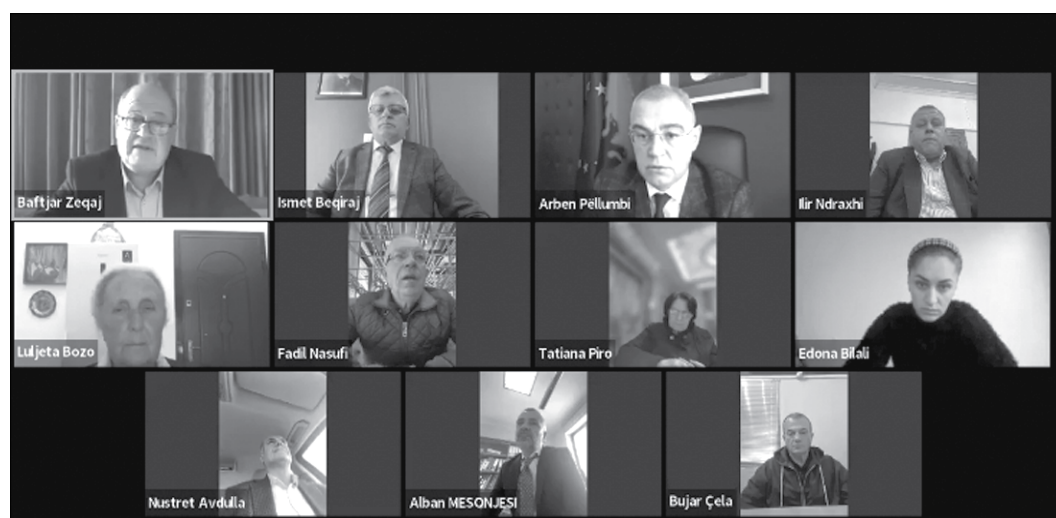 Baftjar Zeqaj
Ismet Beqiraj
Arben Pëllumbi
Ilir Ndraxhi
Luljeta Bozo
Fadil Nasufi
Tatiana Piro
Edona Bilali
Nustret Avdulla
Alban MESONJESI
Bujar Çela